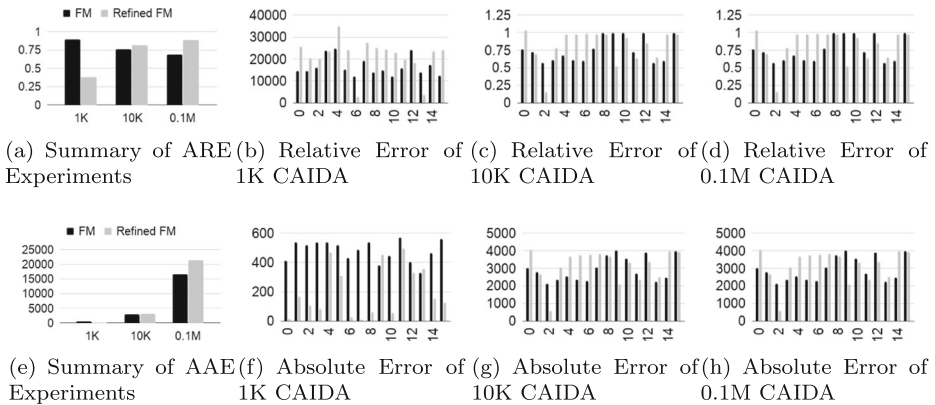 FM Refined FM
1
0.75
0.5
0.25
0
1K 10K 0.1M
40000
30000
20000
10000
0
0 2 4 6 8 10 12 14
1.25
1
0.75
0.5
0.25
0
0 2 4 6 8 10 12 14
1.25
1
0.75
0.5
0.25
0
0 2 4 6 8 10 12 14
(a) Summary of ARE Experiments
(b) Relative Error of 1K CAIDA
(c) Relative Error of 10K CAIDA
(d) Relative Error of 0.1M CAIDA
FM Refined FM
25000
20000
15000
10000
5000
0
1K 10K 0.1M
600
400
200
0
0 2 4 6 8 10 12 14
5000
4000
3000
2000
1000
0
0 2 4 6 8 10 12 14
5000
4000
3000
2000
1000
0
0 2 4 6 8 10 12 14
(e) Summary of AAE Experiments
(f) Absolute Error of 1K CAIDA
(g) Absolute Error of 10K CAIDA
(h) Absolute Error of 0.1M CAIDA